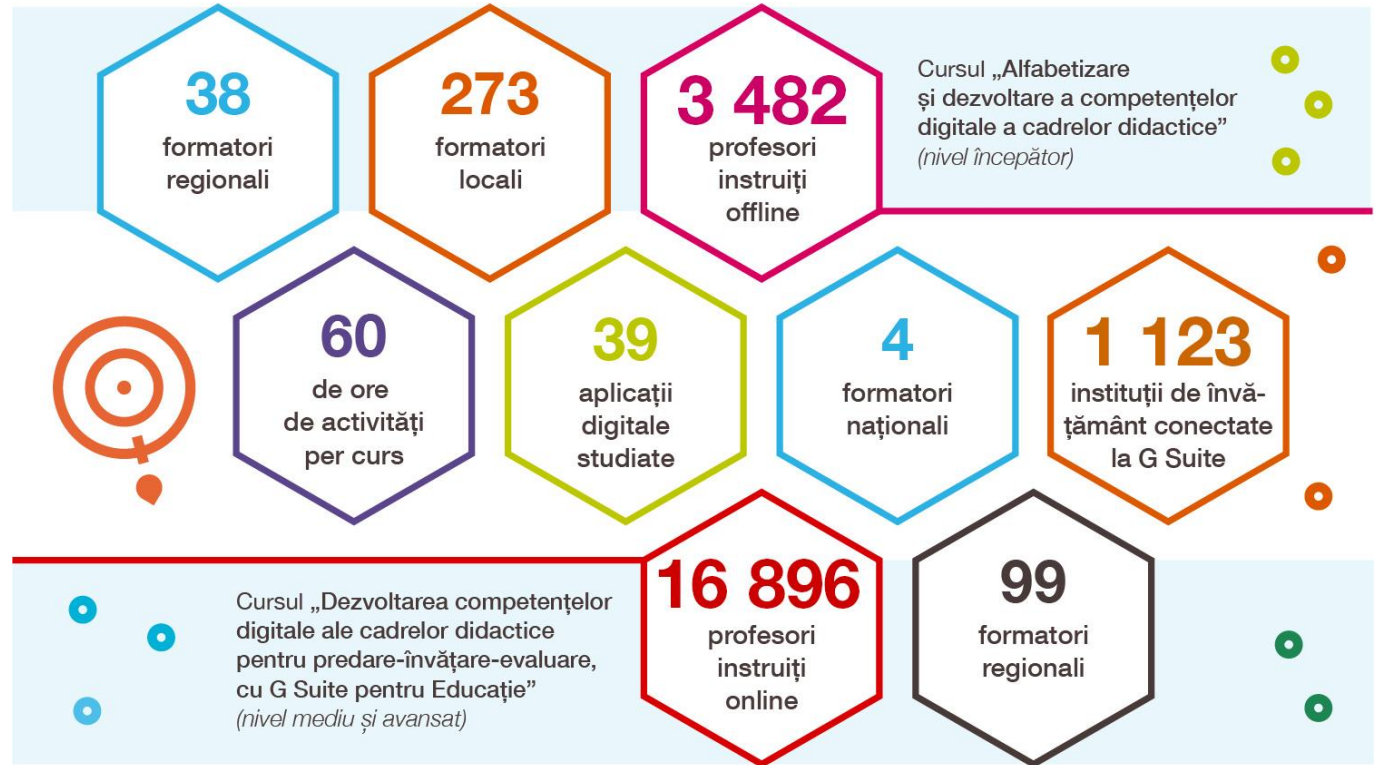 38
formatori
regionali
273
formatori
locali
3 482
profesori
instruiți
offline
Cursul „Alfabetizare
și dezvoltare a competențelor
digitale a cadrelor didactice”
(nivel începător)
60
de ore
de activități
per curs
39
aplicații
digitale
studiate
4
formatori
naționali
1 123
instituții de învă-
țământ conectate
la G Suite
Cursul „Dezvoltarea competențelor
digitale ale cadrelor didactice
pentru predare-învățare-evaluare,
cu G Suite pentru Educație”
(nivel mediu și avansat)
16 896
profesori
instruiți
online
99
formatori
regionali